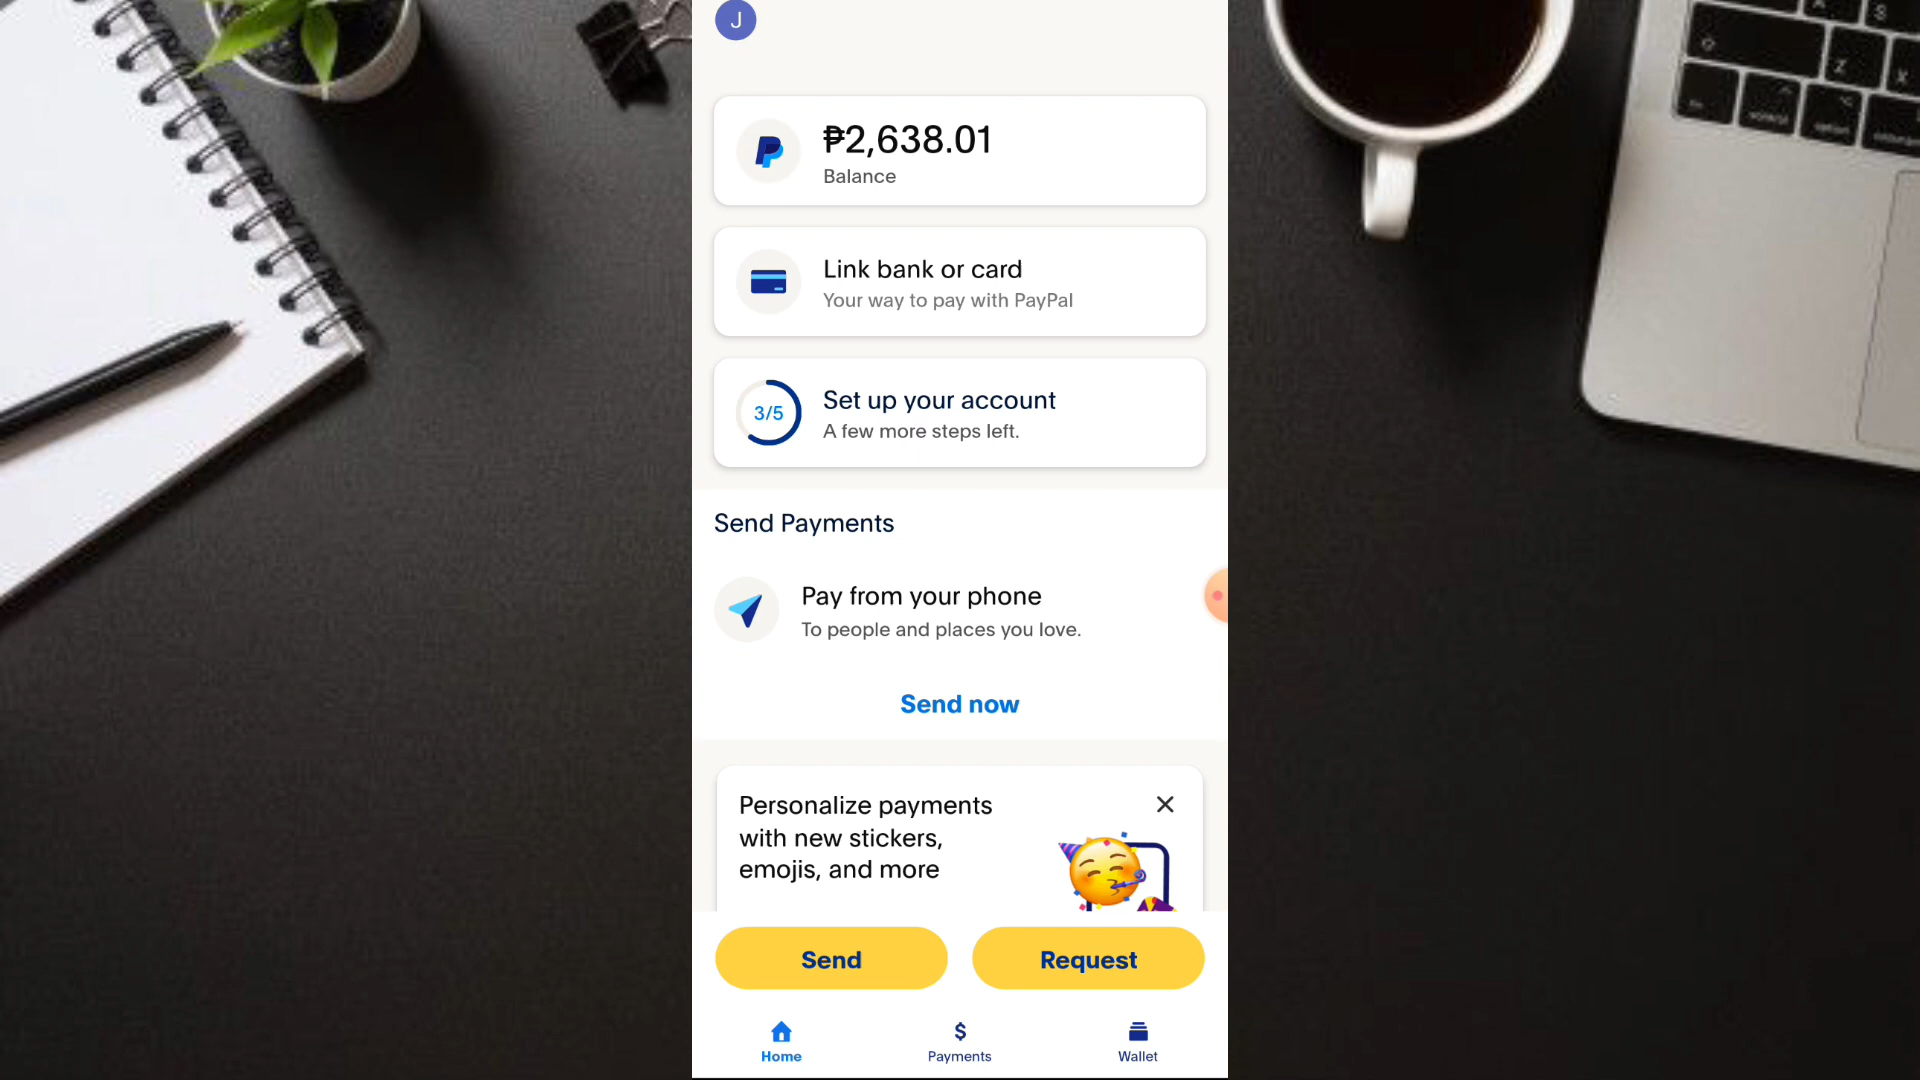 J
₱2,638.01
Balance
Link bank or card
Your way to pay with PayPal
3/5
Set up your account
A few more steps left.
Send Payments
Pay from your phone
To people and places you love.
Send now
Personalize payments
with new stickers,
emojis, and more
Send
Request
Home
$
Payments
Wallet
S
Z
X
control
option